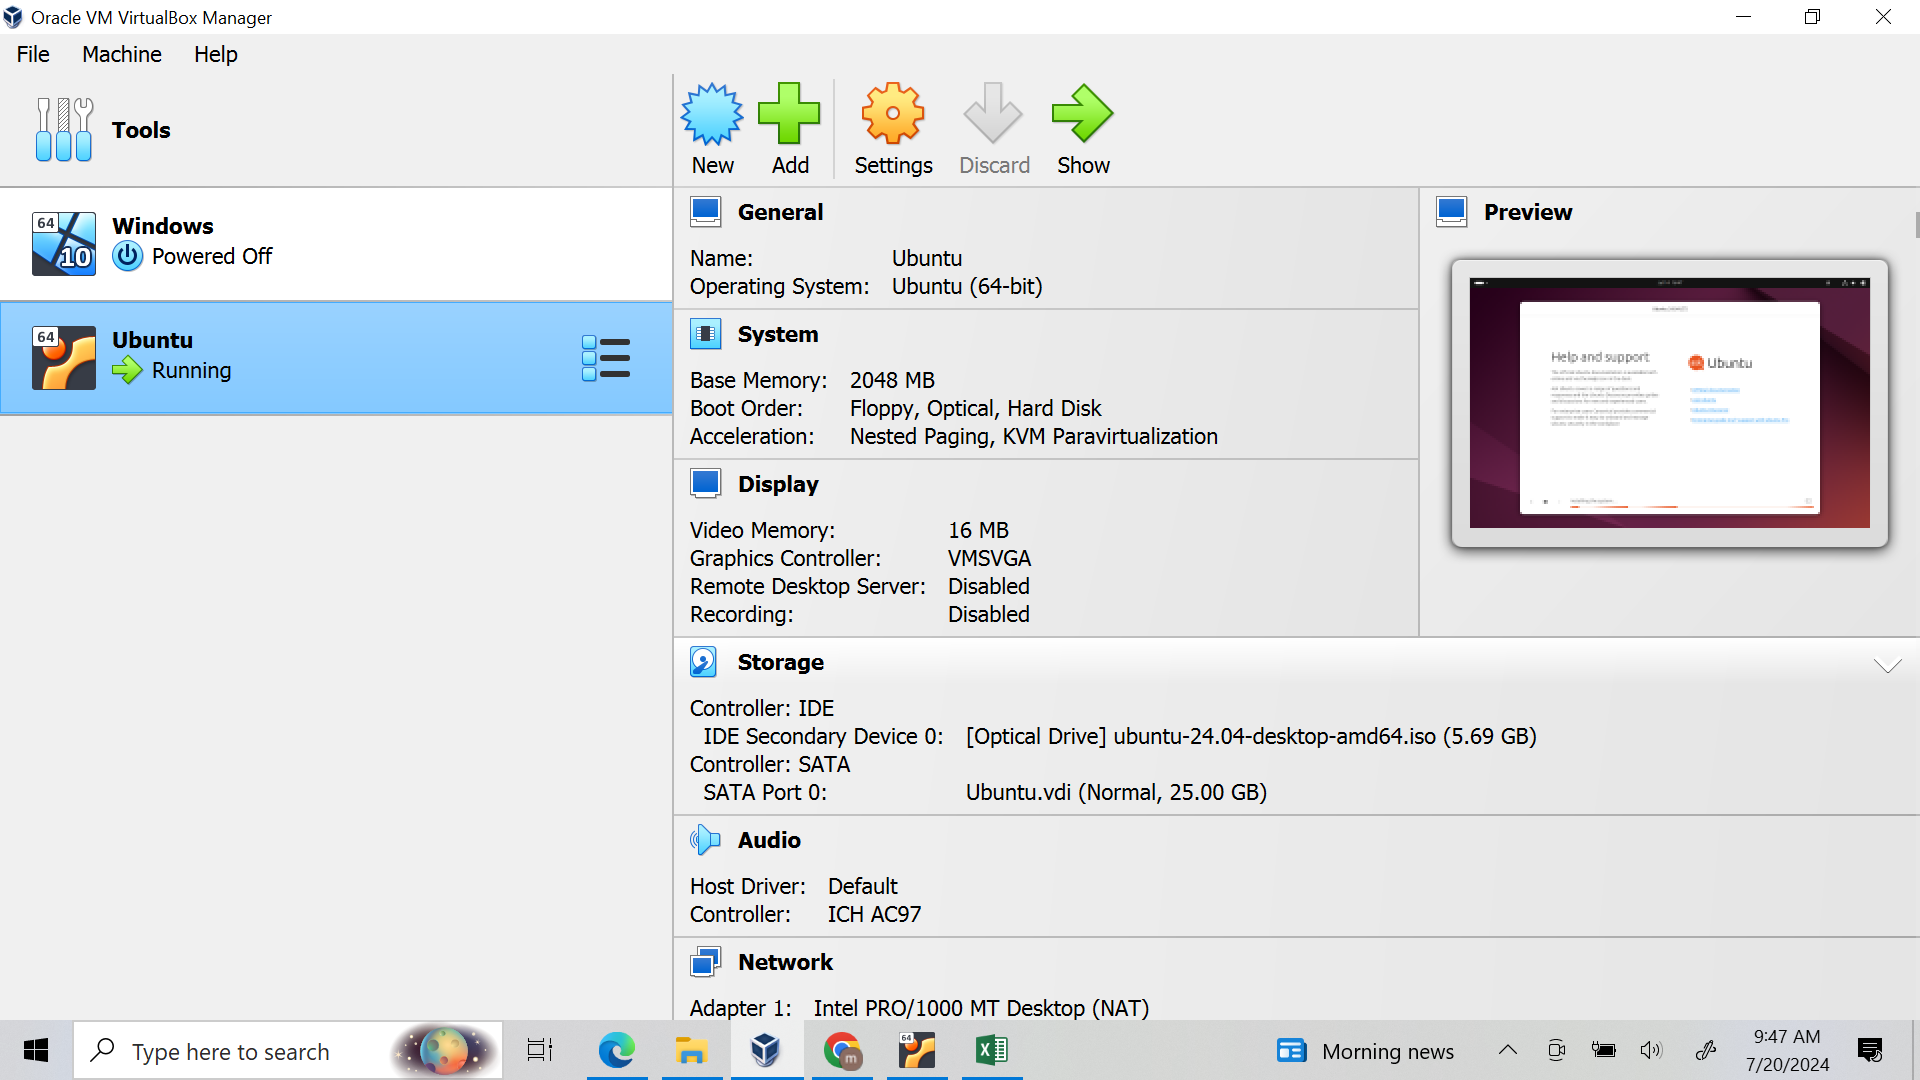 Oracle VM VirtualBox Manager
File Machine Help
Tools
New Add Settings Discard Show
64 10 Windows
Powered Off
64 Ubuntu
Running
General
Name: Ubuntu
Operating System: Ubuntu (64-bit)
System
Base Memory: 2048 MB
Boot Order: Floppy, Optical, Hard Disk
Acceleration: Nested Paging, KVM Paravirtualization
Display
Video Memory: 16 MB
Graphics Controller: VMSVGA
Remote Desktop Server: Disabled
Recording: Disabled
Preview
Help and support
Ubuntu
Storage
Controller: IDE
IDE Secondary Device 0: [Optical Drive] ubuntu-24.04-desktop-amd64.iso (5.69 GB)
Controller: SATA
SATA Port 0: Ubuntu.vdi (Normal, 25.00 GB)
Audio
Host Driver: Default
Controller: ICH AC97
Network
Adapter 1: Intel PRO/1000 MT Desktop (NAT)
Type here to search
m
64
Morning news
9:47 AM
7/20/2024